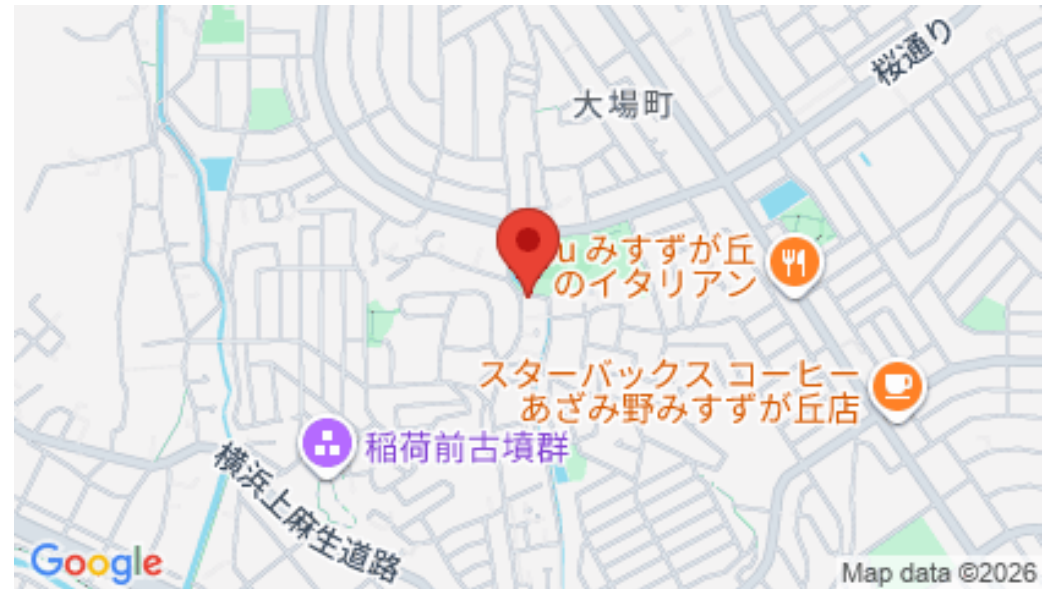 桜通り
大場町
u みすずが丘
のイタリアン
スターバックス コーヒー
あざみ野みすずが丘店
稲荷前古墳群
横浜上麻生道路
Google
Map data ©2026